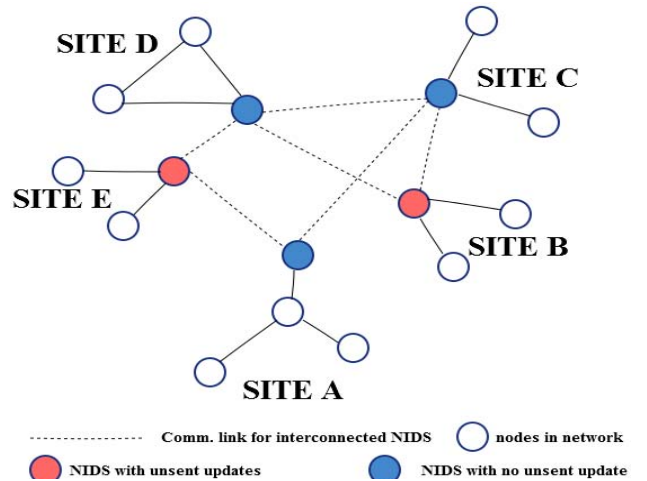 SITE D
SITE C
SITE E
SITE B
SITE A
Comm. link for interconnected NIDS
nodes in network
NIDS with unsent updates
NIDS with no unsent update